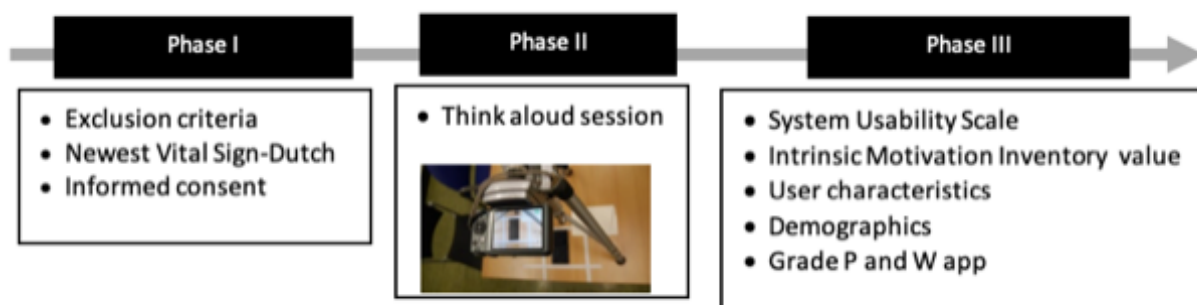 Phase I
Phase II
Phase III
• Exclusion criteria
• Newest Vital Sign-Dutch
• Informed consent
• Think aloud session
• System Usability Scale
• Intrinsic Motivation Inventory value
• User characteristics
• Demographics
• Grade P and W app